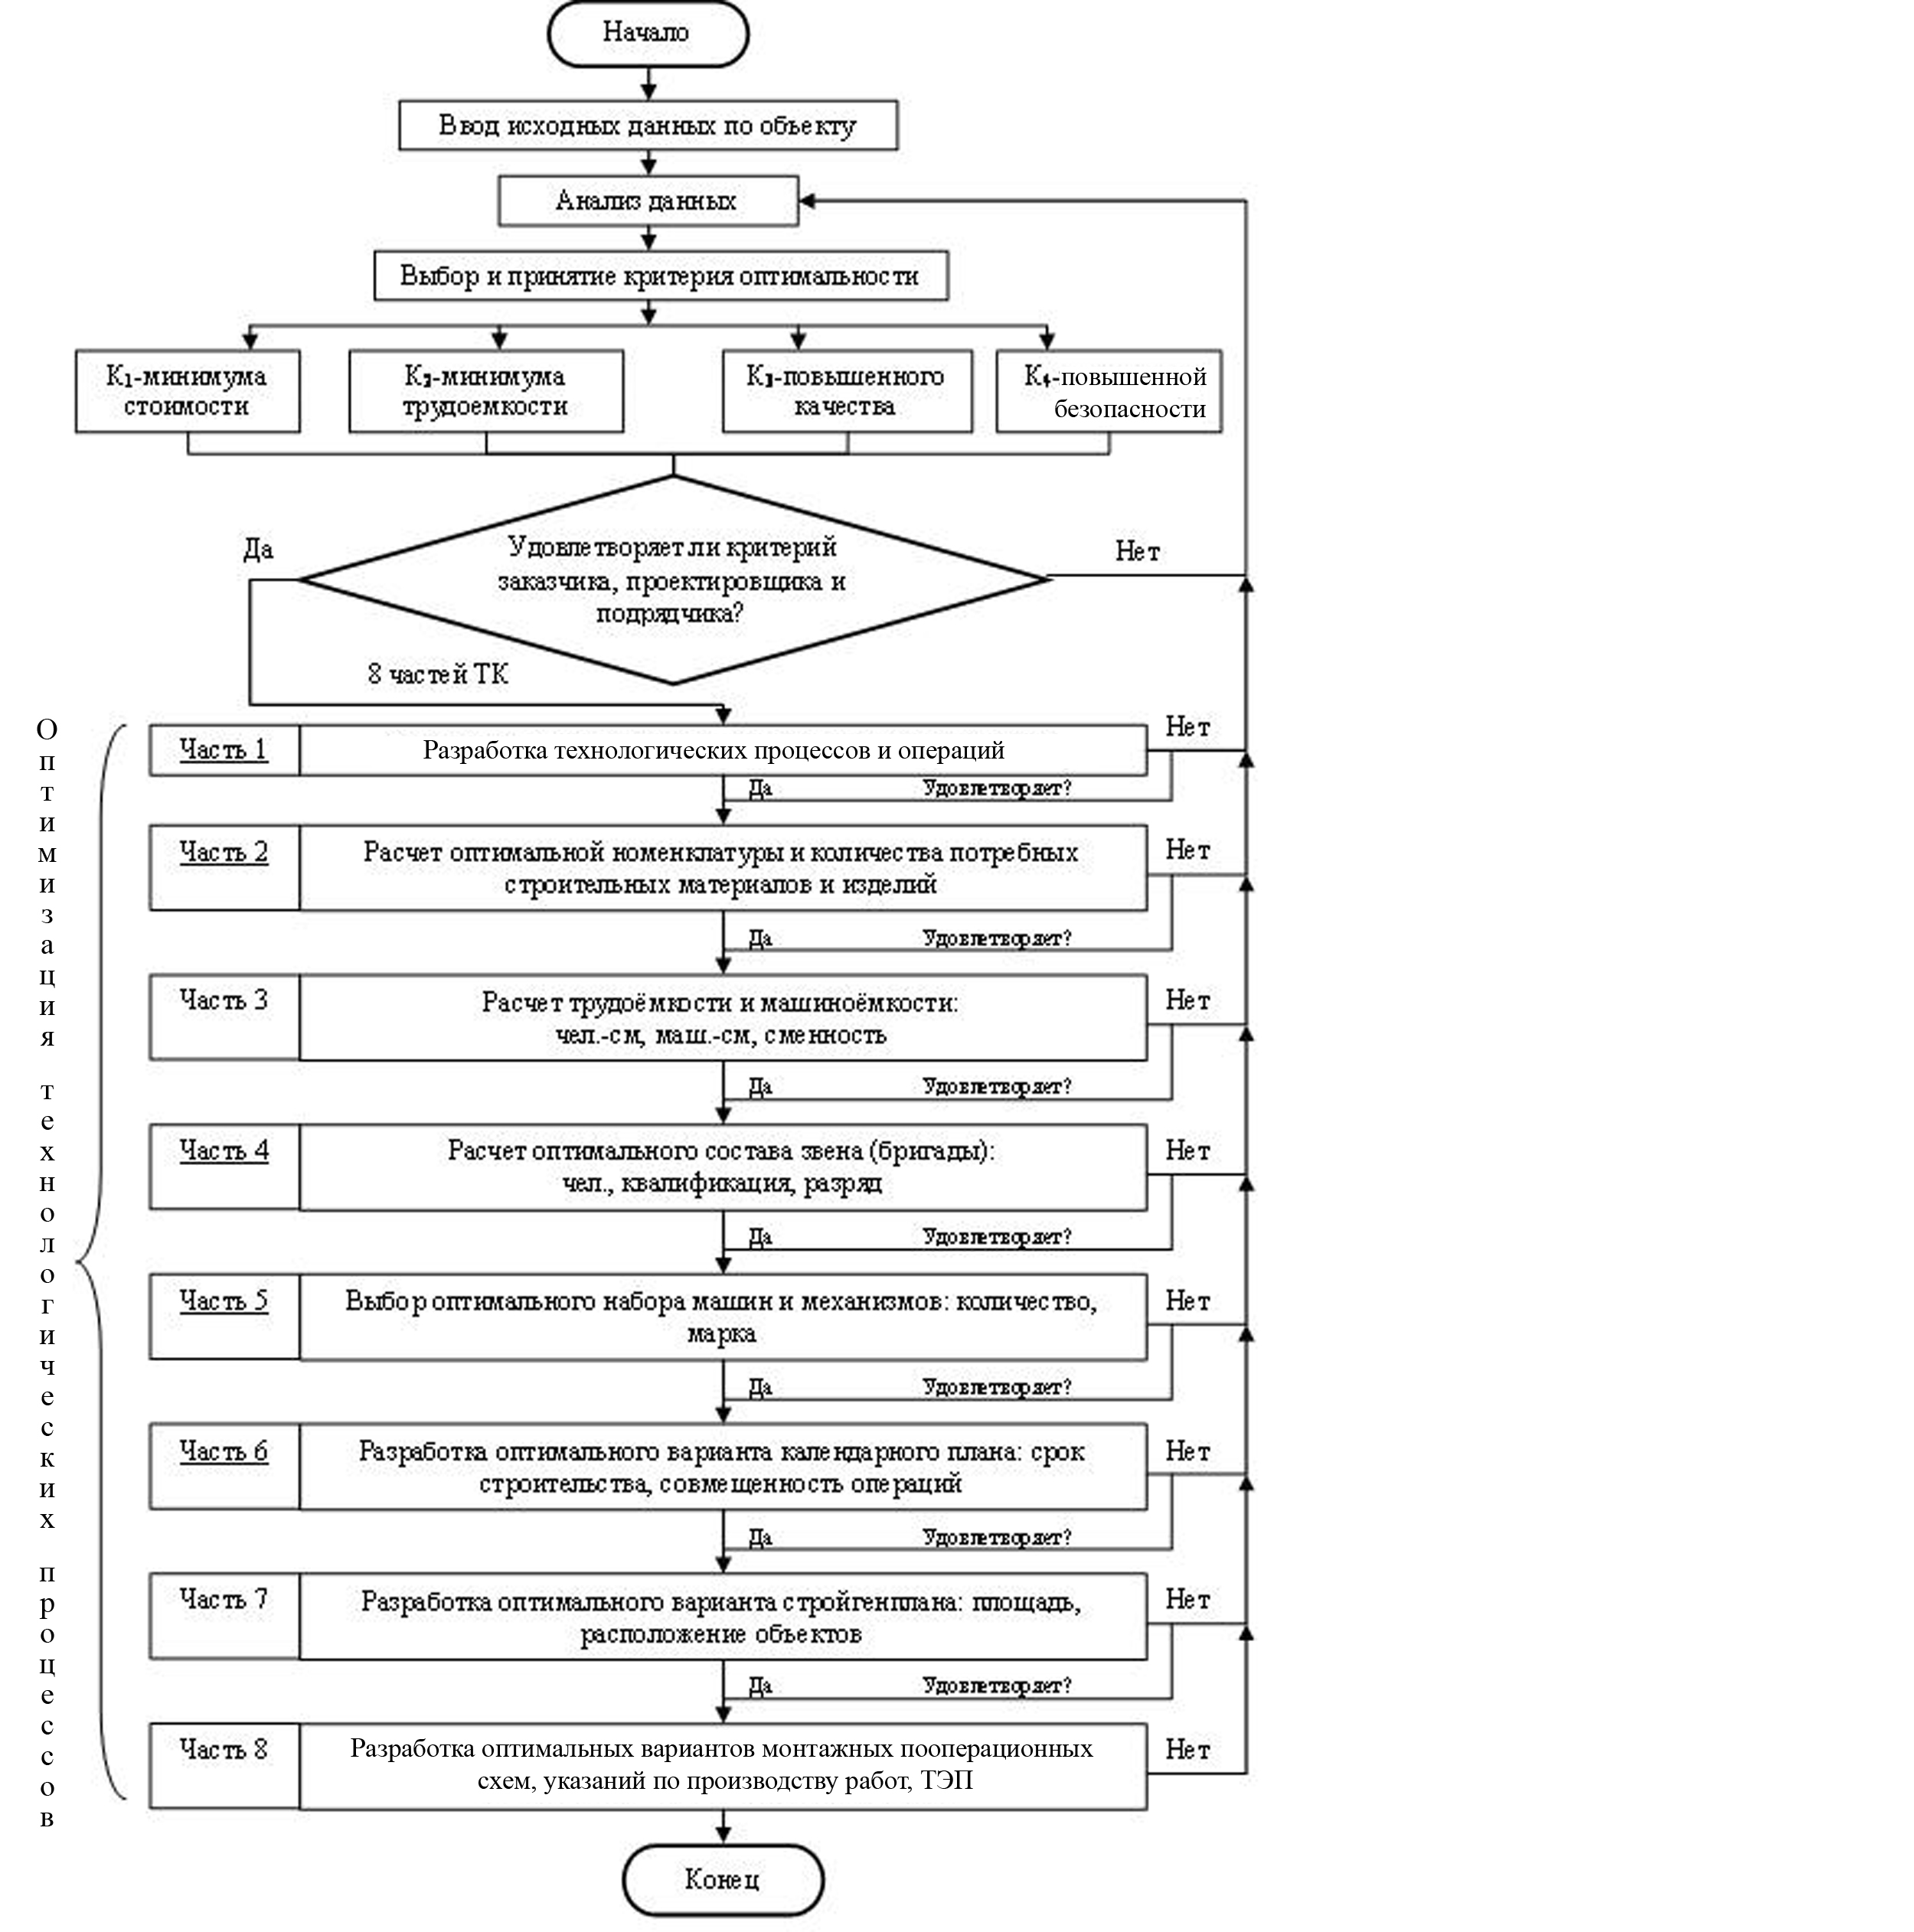 Начало
Ввод исходных данных по объекту
Анализ данных
Выбор и принятие критерия оптимальности
К₁-минимума
стоимости
К₂-минимума
трудоемкости
К₃-повышенного
качества
К₄-повышенной
безопасности
Да
Удовлетворяет ли критерий
заказчика, проектировщика и
подрядчика?
Нет
8 частей ТК
Оптимизация технологических процессов
Часть 1
Разработка технологических процессов и операций
Нет
Да
Удовлетворяет?
Часть 2
Расчет оптимальной номенклатуры и количества потребных
строительных материалов и изделий
Нет
Да
Удовлетворяет?
Часть 3
Расчет трудоёмкости и машиноёмкости:
чел.-см, маш.-см, сменность
Нет
Да
Удовлетворяет?
Часть 4
Расчет оптимального состава звена (бригады):
чел., квалификация, разряд
Нет
Да
Удовлетворяет?
Часть 5
Выбор оптимального набора машин и механизмов: количество,
марка
Нет
Да
Удовлетворяет?
Часть 6
Разработка оптимального варианта календарного плана: срок
строительства, совмещенность операций
Нет
Да
Удовлетворяет?
Часть 7
Разработка оптимального варианта стройгенплана: площадь,
расположение объектов
Нет
Да
Удовлетворяет?
Часть 8
Разработка оптимальных вариантов монтажных пооперационных
схем, указаний по производству работ, ТЭП
Нет
Конец